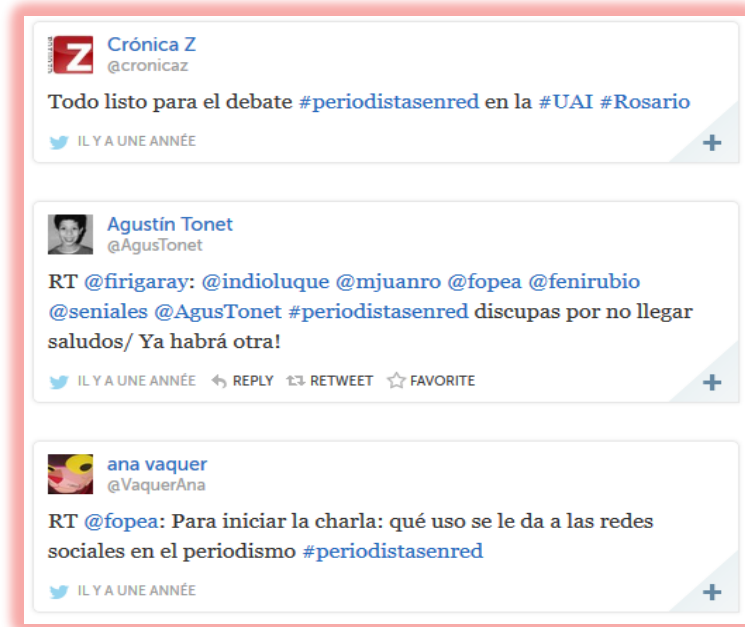 Z
Crónica Z
@cronicaz
Todo listo para el debate #periodistasenred en la #UAI #Rosario
IL Y A UNE ANNÉE
+
Agustín Tonet
@AgusTonet
RT @firigaray: @indioluque @mjuanro @fopea @fenirubio
@seniales @AgusTonet #periodistasenred discupas por no llegar
saludos/ Ya habrá otra!
IL Y A UNE ANNÉE REPLY RETWEET FAVORITE
+
ana vaquer
@VaquerAna
RT @fopea: Para iniciar la charla: qué uso se le da a las redes
sociales en el periodismo #periodistasenred
IL Y A UNE ANNÉE
+